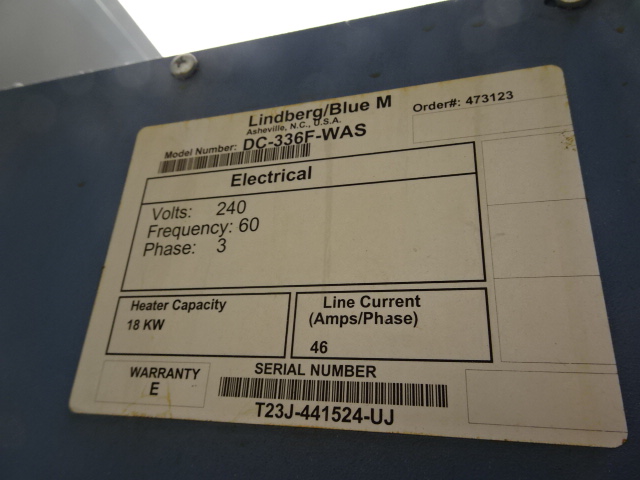 Lindberg/Blue M
Order#: 473123
Asheville, N.C., U.S.A.
Model Number: DC-336F-WAS
Electrical
Volts: 240
Frequency: 60
Phase: 3
Heater Capacity
18 KW
Line Current
(Amps/Phase)
46
WARRANTY
E
SERIAL NUMBER
T23J-441524-UJ